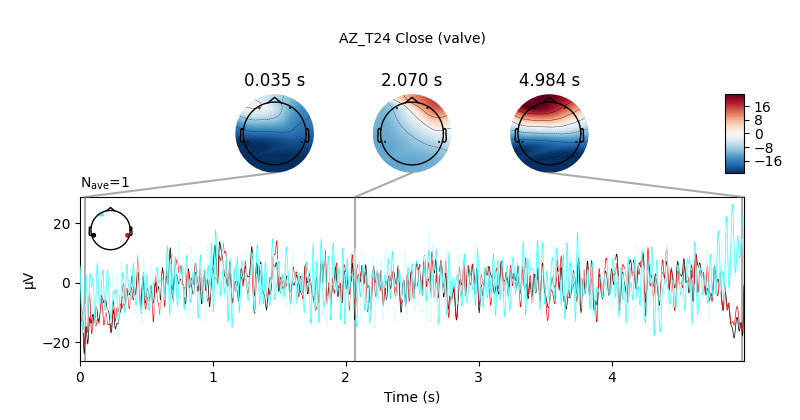 AZ_T24 Close (valve)
0.035 s 2.070 s 4.984 s
16
8
0
−8
−16
Nave=1
20
0
−20
µV
0 1 2 3 4
Time (s)